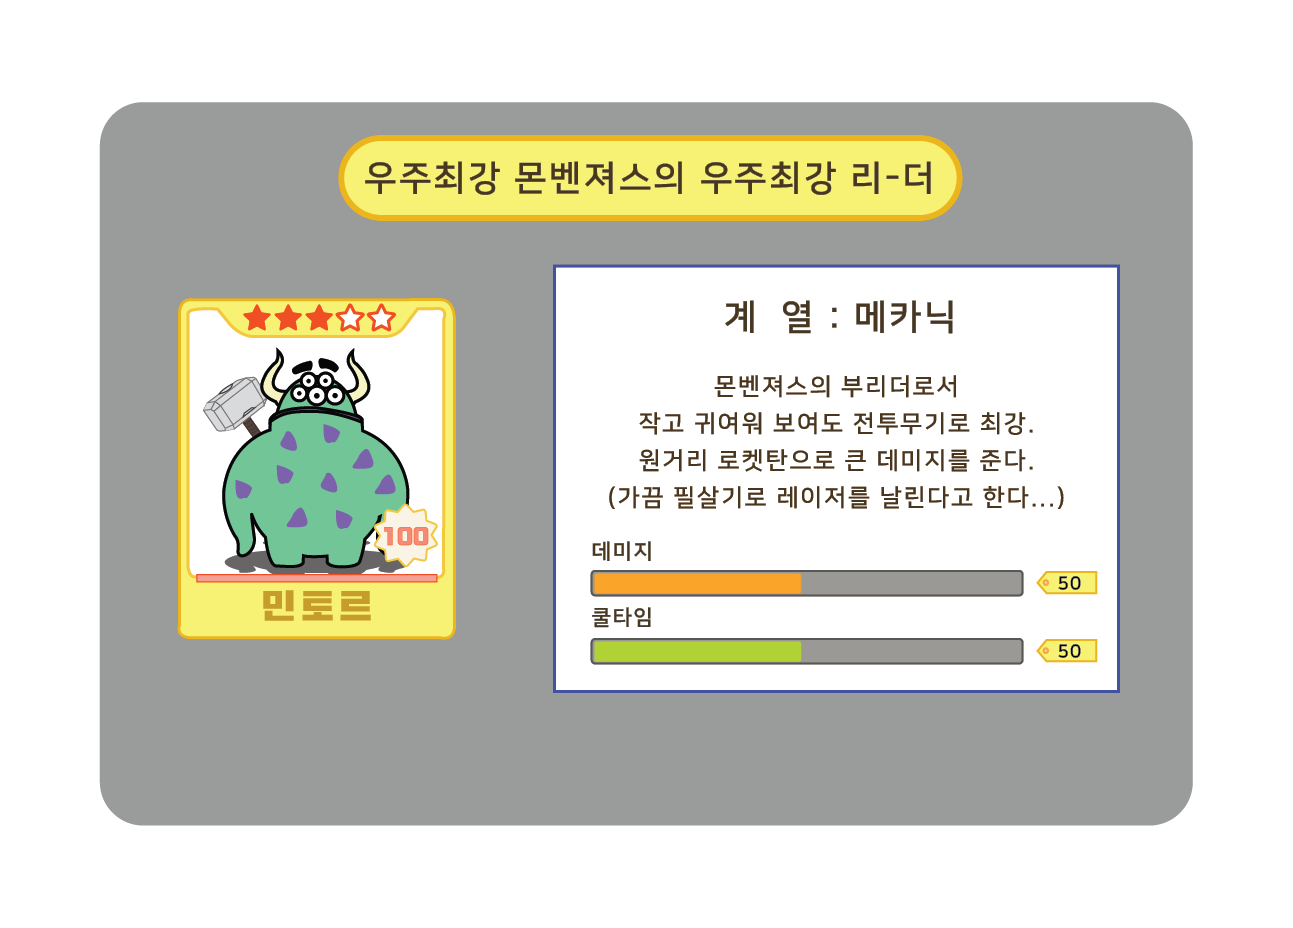 우주최강 몬벤져스의 우주최강 리-더
계 열 : 메카닉
몬벤져스의 부리더로서
작고 귀여워 보여도 전투무기로 최강.
원거리 로켓탄으로 큰 데미지를 준다.
(가끔 필살기로 레이저를 날린다고 한다...)
100
민토르
데미지
50
쿨타임
50